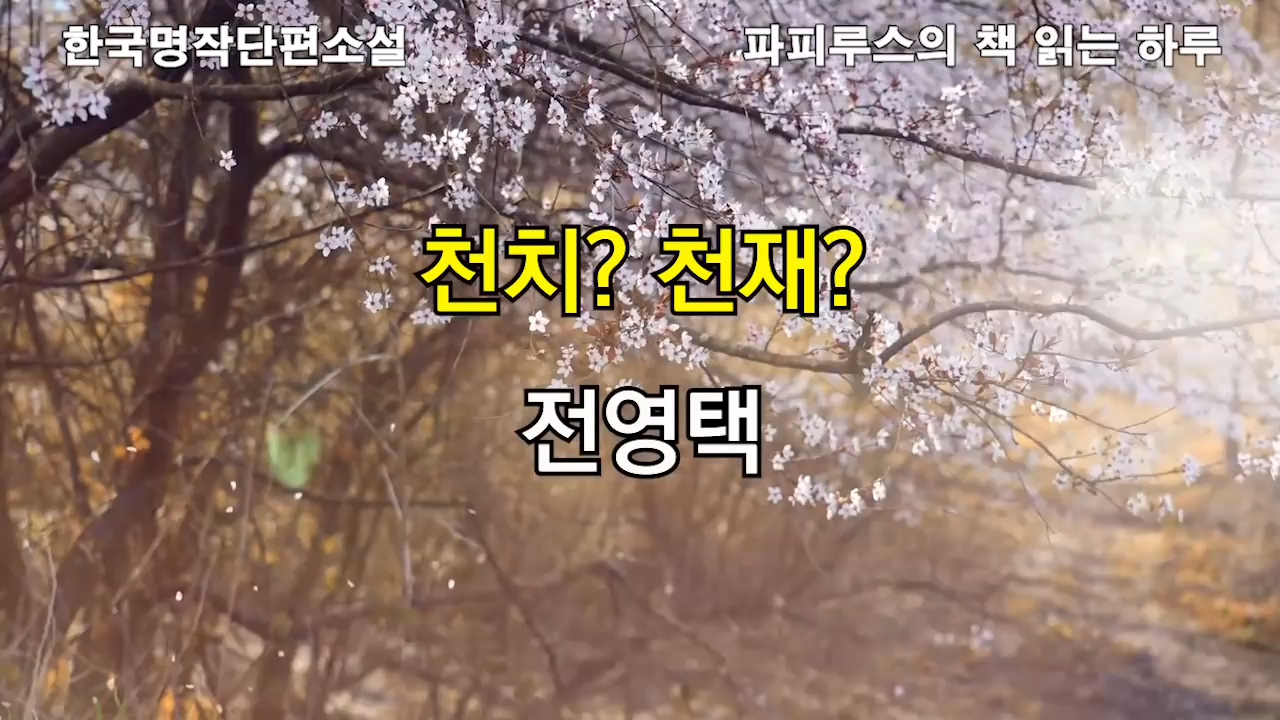 한국명작단편소설
파피루스의 책 읽는 하루
천치? 천재?
전영택